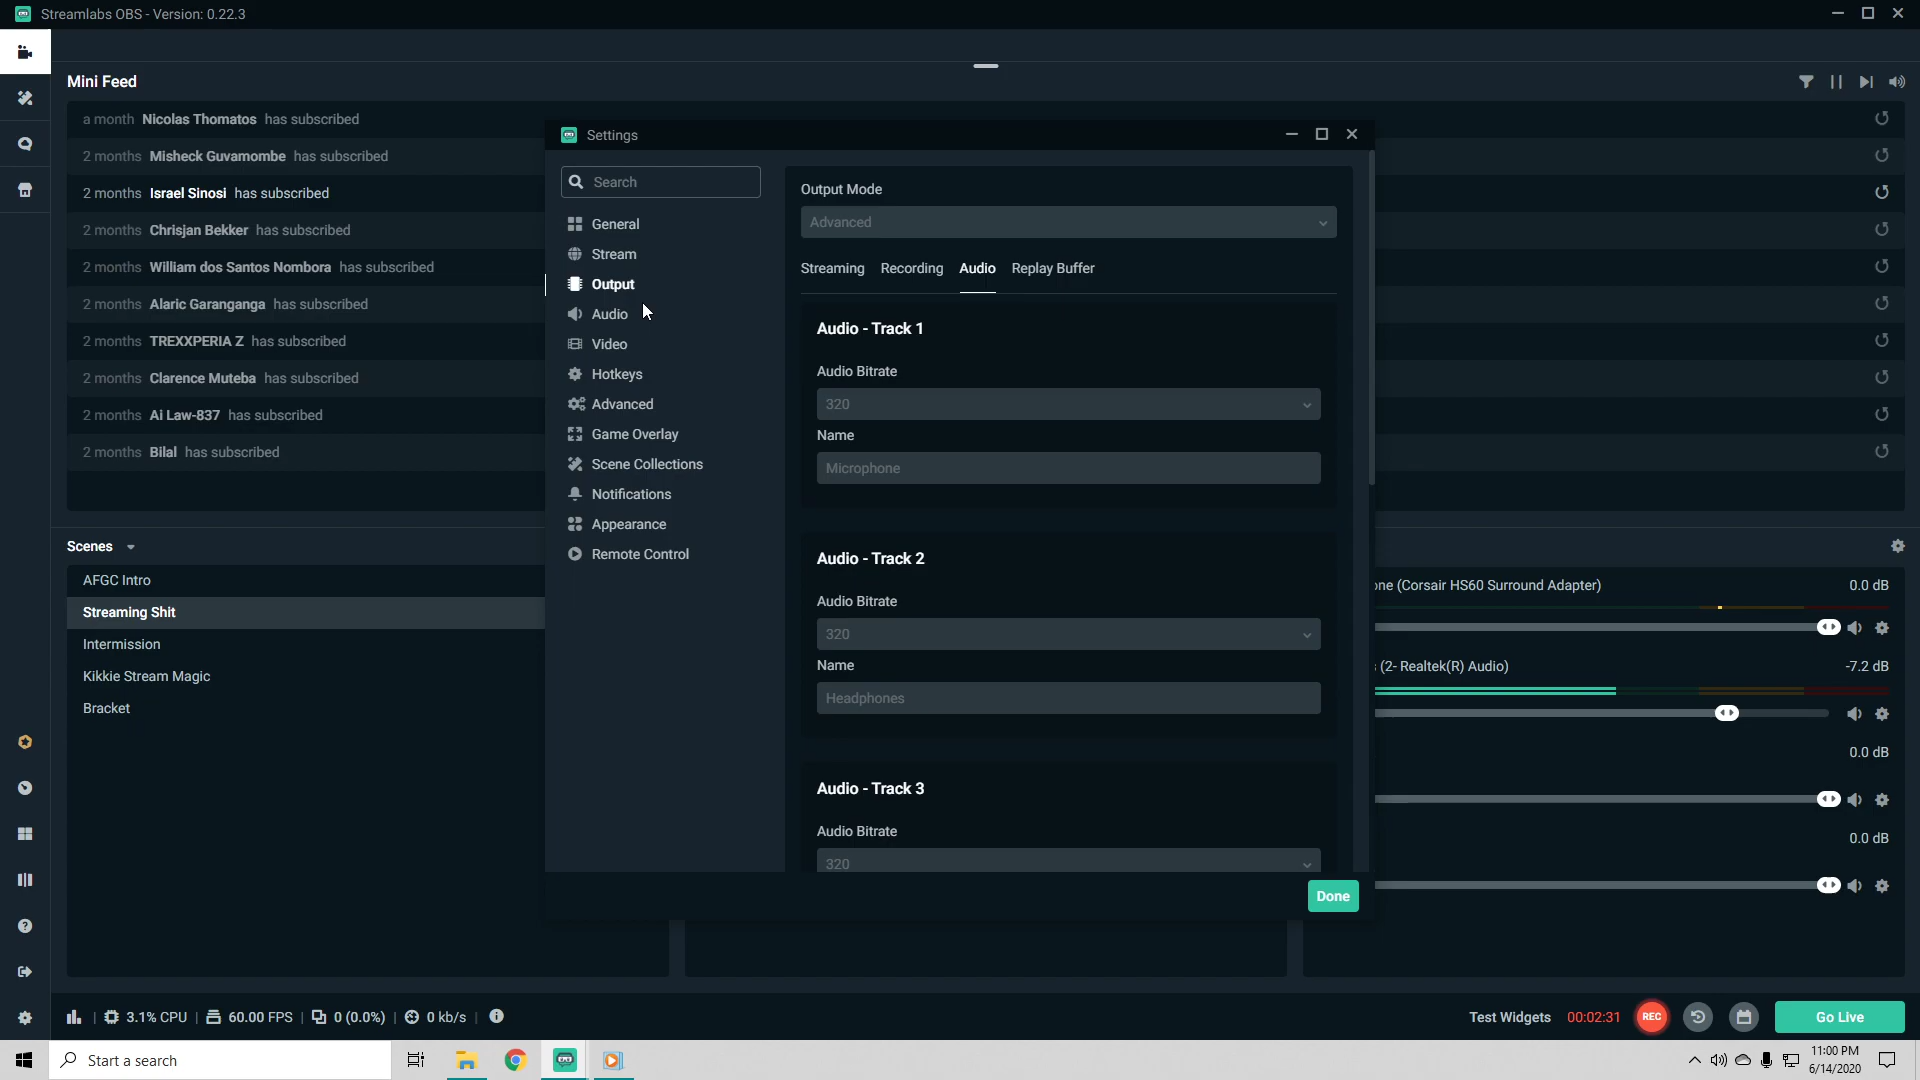 Streamlabs OBS - Version: 0.22.3
Mini Feed
a month Nicolas Thomatos has subscribed
2 months Misheck Guvamombe has subscribed
2 months Israel Sinosi has subscribed
2 months Chrisjan Bekker has subscribed
2 months William dos Santos Nombora has subscribed
2 months Alaric Garanganga has subscribed
2 months TREXXPERIA Z has subscribed
2 months Clarence Muteba has subscribed
2 months Ai Law-837 has subscribed
2 months Bilal has subscribed
Settings
Search
General
Stream
Output
Audio
Video
Hotkeys
Advanced
Game Overlay
Scene Collections
Notifications
Appearance
Remote Control
Output Mode
Advanced
Streaming Recording Audio Replay Buffer
Audio - Track 1
Audio Bitrate
320
Name
Microphone
Audio - Track 2
Audio Bitrate
320
Name
Headphones
Audio - Track 3
Audio Bitrate
320
Done
Scenes
AFGC Intro
Streaming Shit
Intermission
Kikkie Stream Magic
Bracket
one (Corsair HS60 Surround Adapter) 0.0 dB
(2- Realtek(R) Audio) -7.2 dB
0.0 dB
0.0 dB
3.1% CPU 60.00 FPS 0 (0.0%) 0 kb/s
Test Widgets 00:02:31 REC Go Live
Start a search
11:00 PM
6/14/2020